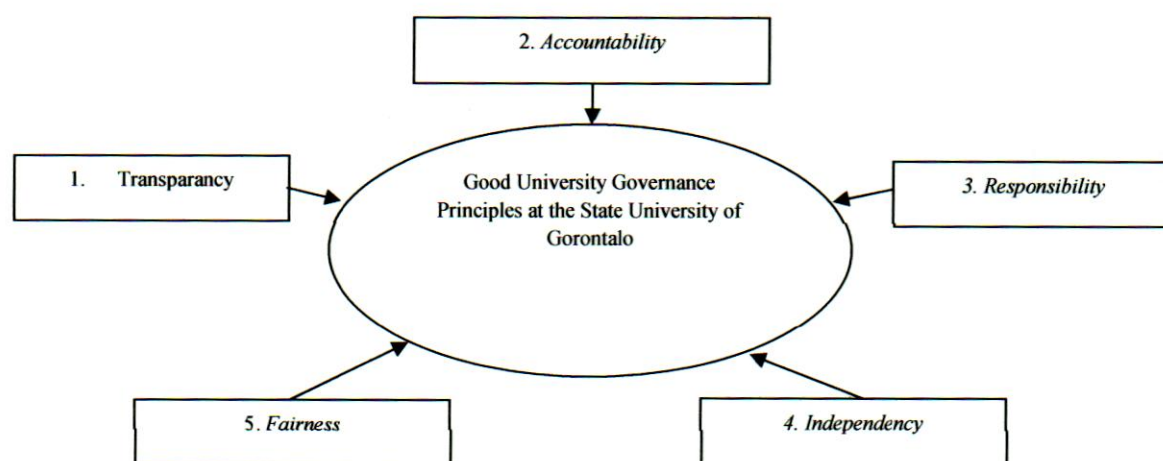 2. Accountability
1. Transparancy
Good University Governance
Principles at the State University of
Gorontalo
3. Responsibility
5. Fairness
4. Independency